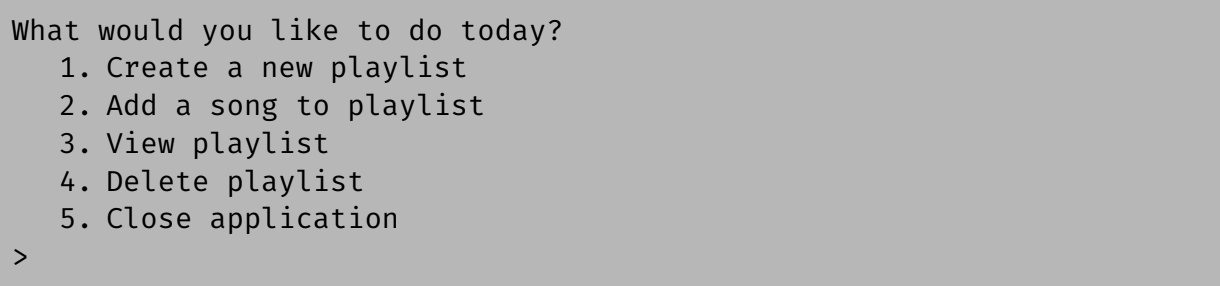 What would you like to do today?
1. Create a new playlist
2. Add a song to playlist
3. View playlist
4. Delete playlist
5. Close application
>